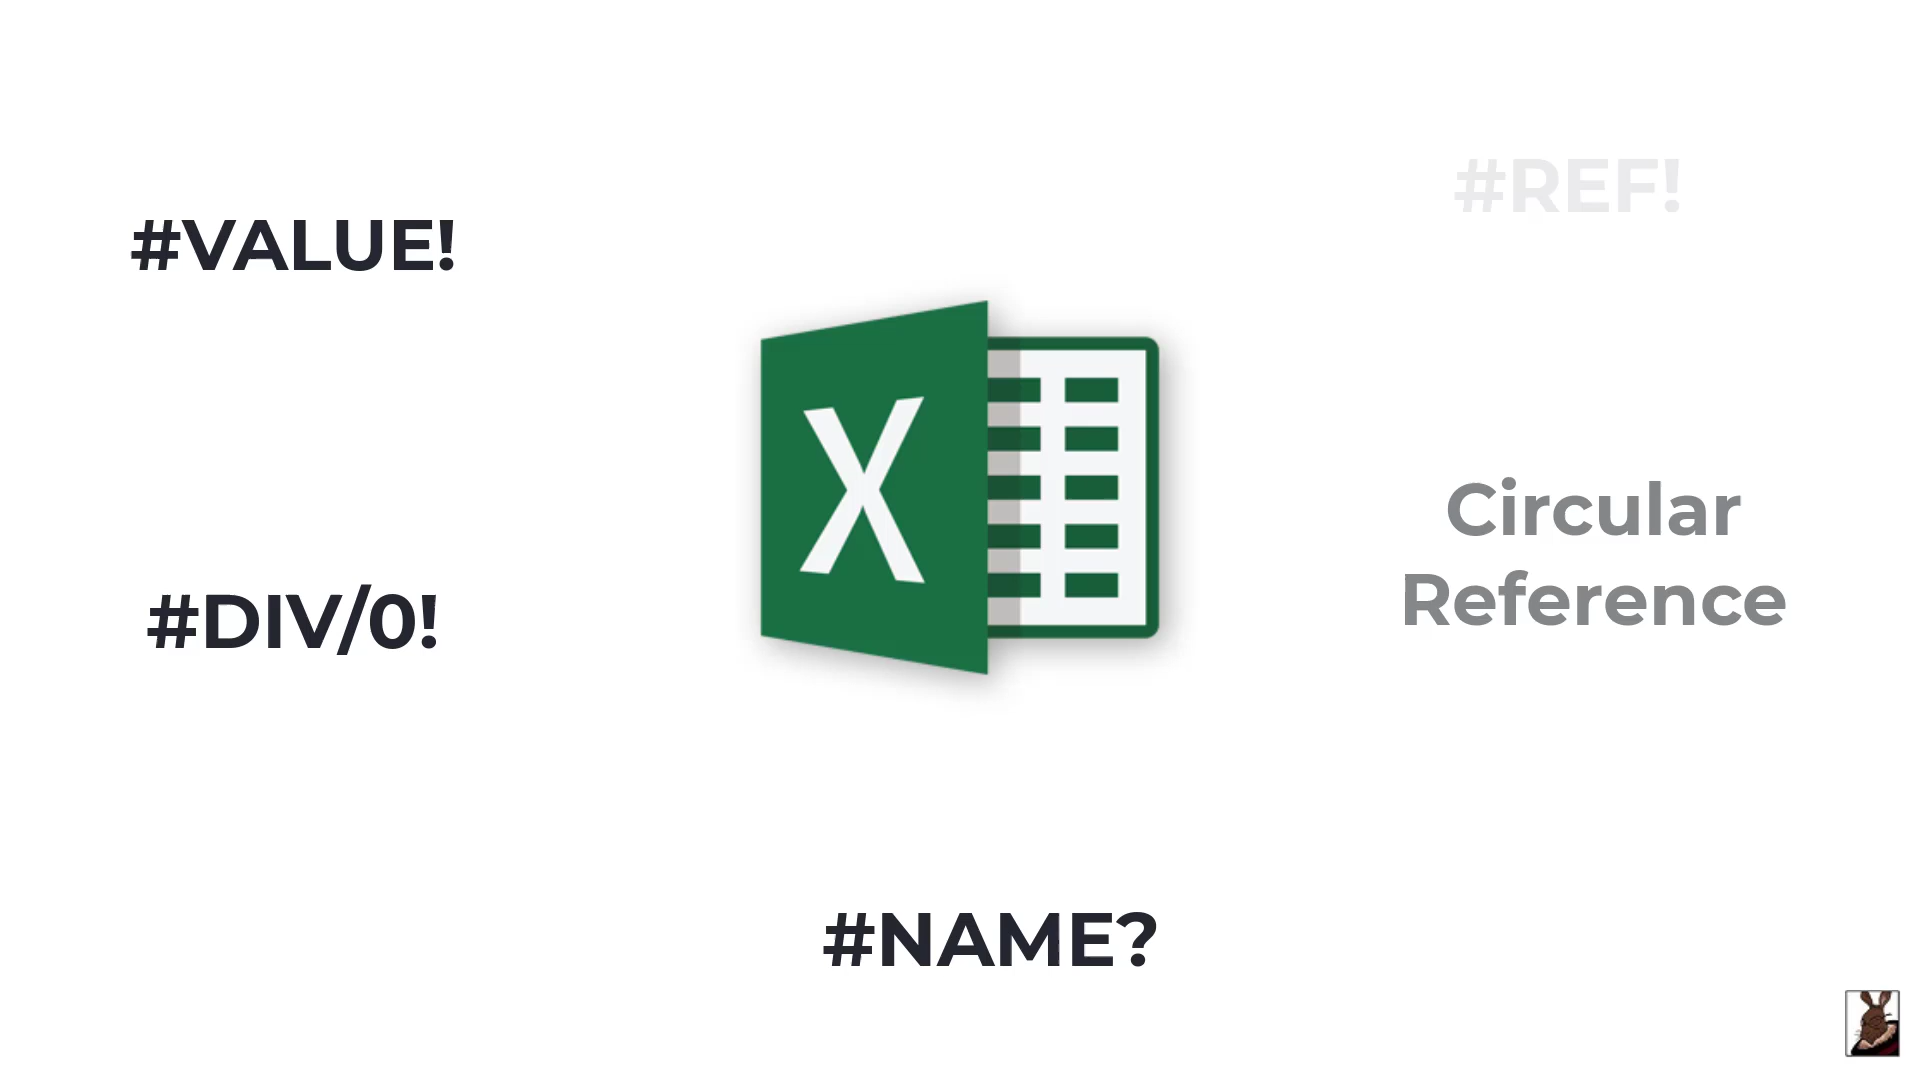 #REF!
#VALUE!
X
Circular
Reference
#DIV/0!
#NAME?